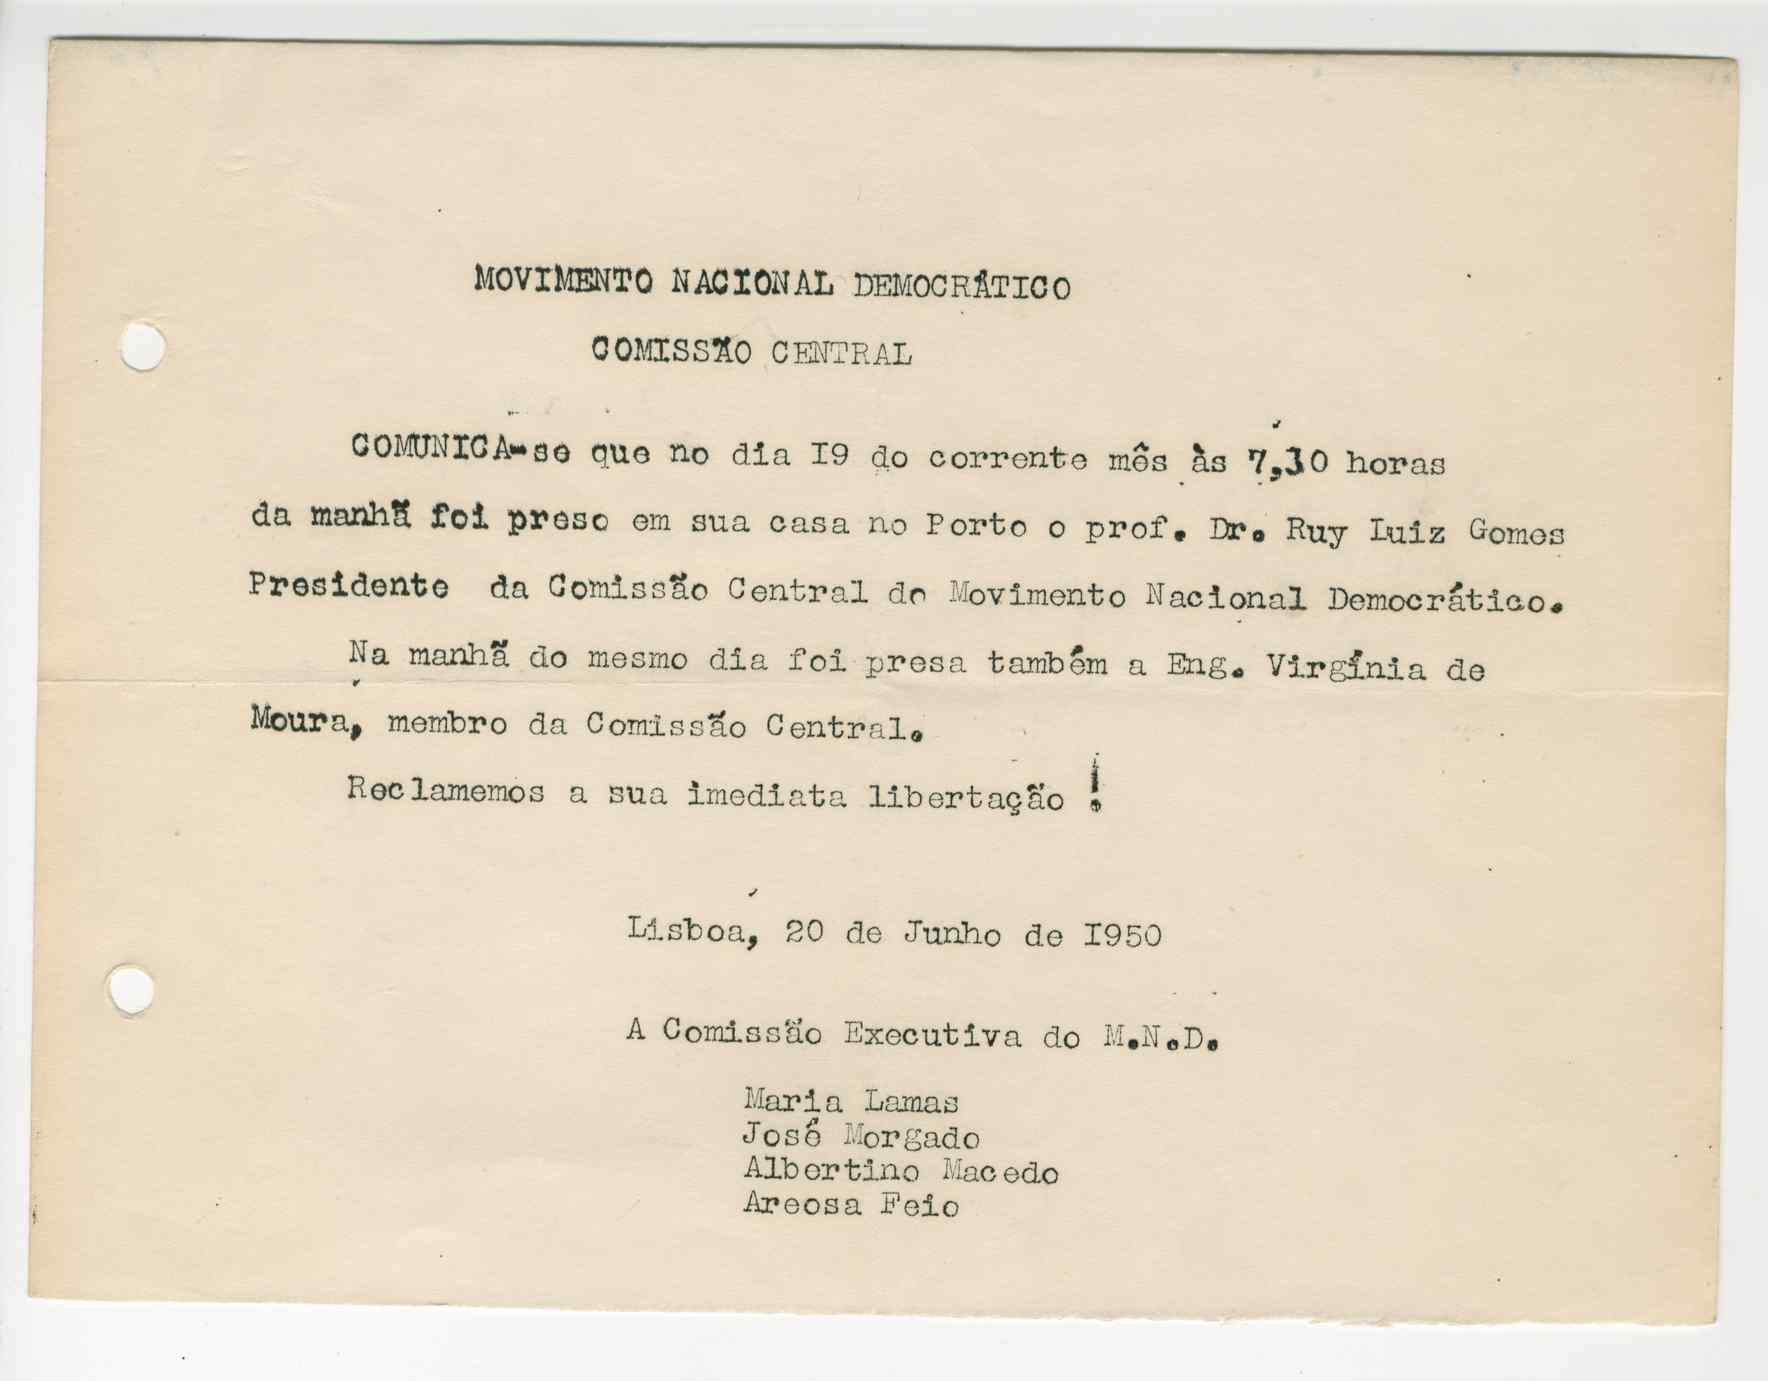 MOVIMENTO NACIONAL DEMOCRÁTICO
COMISSÃO CENTRAL
COMUNICA-se que no dia I9 do corrente mês às 7,30 horas
da manhã foi preso em sua casa no Porto o prof. Dr. Ruy Luiz Gomes
Presidente da Comissão Central do Movimento Nacional Democrático.
Na manhã do mesmo dia foi presa também a Eng. Virgínia de
Moura, membro da Comissão Central.
Reclamemos a sua imediata libertação !
Lisboa, 20 de Junho de I950
A Comissão Executiva do M.N.D.
Maria Lamas
José Morgado
Albertino Macedo
Areosa Feio